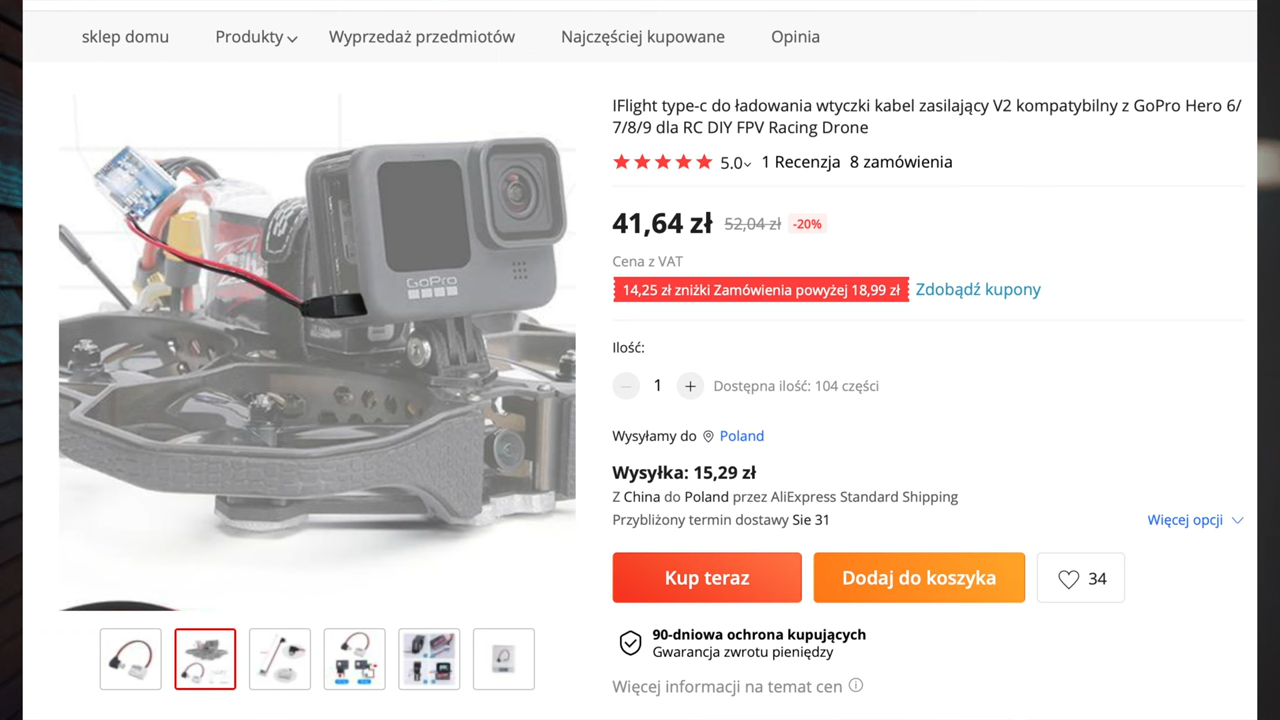 sklep domu
Produkty
Wyprzedaż przedmiotów
Najczęściej kupowane
Opinia
IFlight type-c do ładowania wtyczki kabel zasilający V2 kompatybilny z GoPro Hero 6/
7/8/9 dla RC DIY FPV Racing Drone
5.0 1 Recenzja 8 zamówienia
41,64 zł 52,04 zł -20%
Cena z VAT
14,25 zł zniżki Zamówienia powyżej 18,99 zł Zdobądź kupony
Ilość:
1 Dostępna ilość: 104 części
Wysyłamy do Poland
Wysyłka: 15,29 zł
Z China do Poland przez AliExpress Standard Shipping
Przybliżony termin dostawy Sie 31
Więcej opcji
Kup teraz
Dodaj do koszyka
34
90-dniowa ochrona kupujących
Gwarancja zwrotu pieniędzy
Więcej informacji na temat cen
GoPro